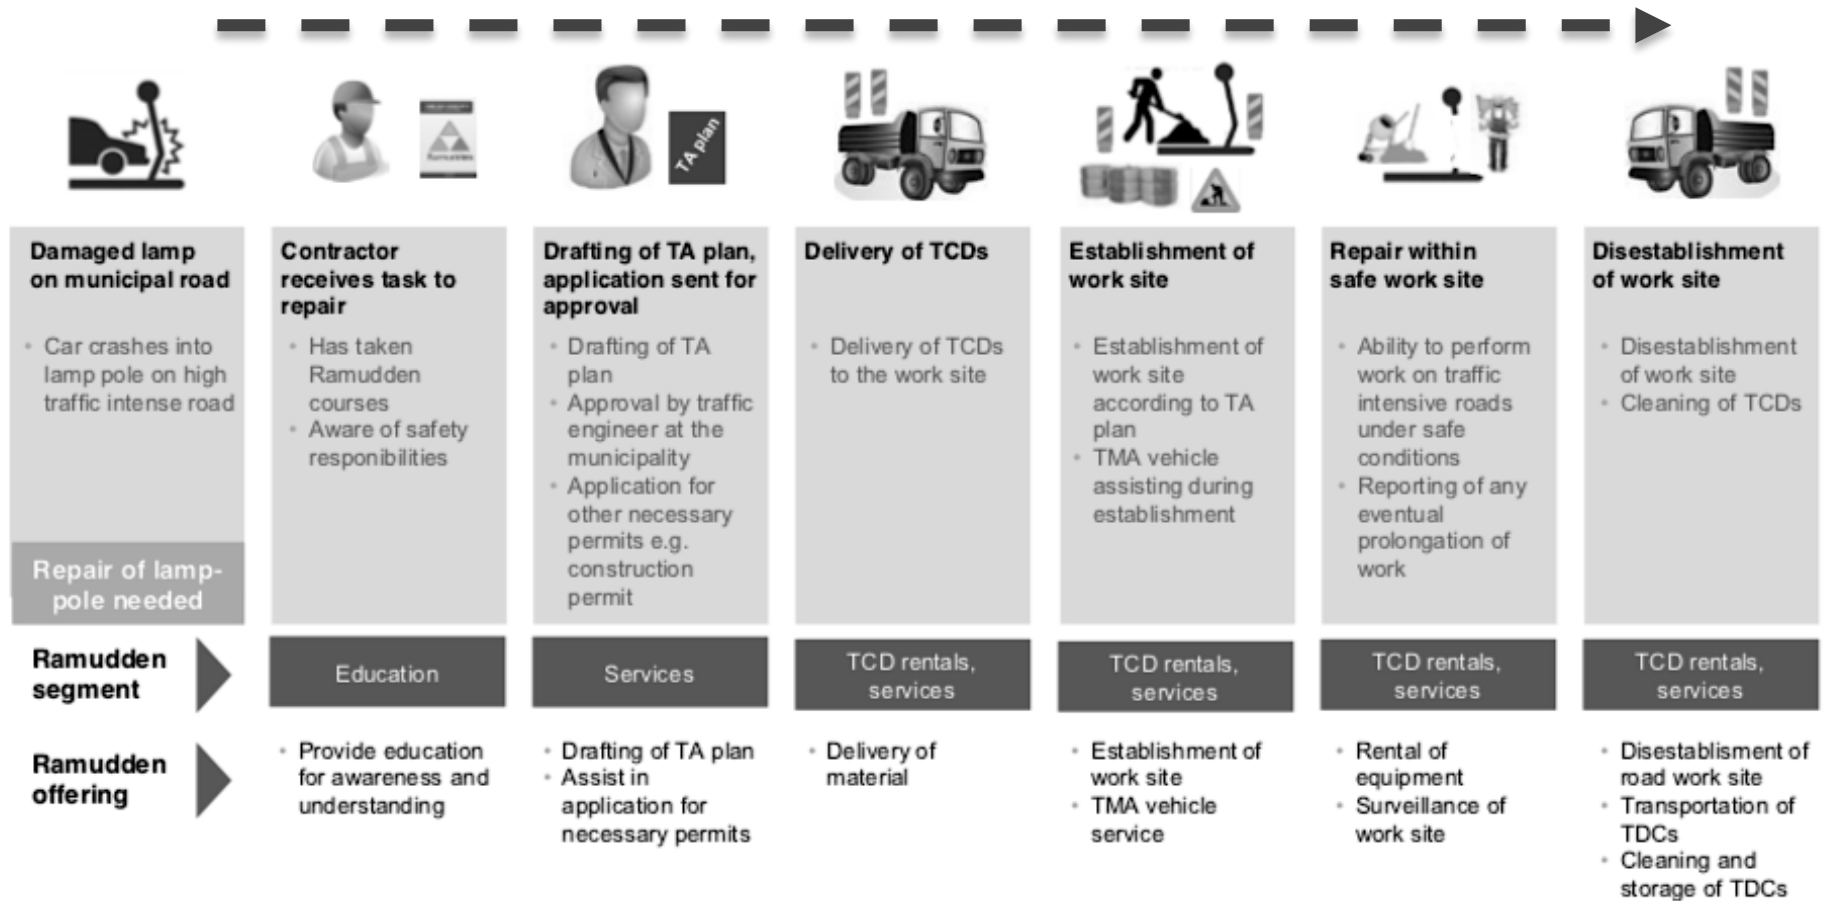 TA plan
Damaged lamp
on municipal road
• Car crashes into
lamp pole on high
traffic intense road
Repair of lamp-
pole needed
Contractor
receives task to
repair
• Has taken
Ramudden
courses
• Aware of safety
responibilities
Drafting of TA plan,
application sent for
approval
• Drafting of TA
plan
• Approval by traffic
engineer at the
municipality
• Application for
other necessary
permits e.g.
construction
permit
Delivery of TCDs
• Delivery of TCDs
to the work site
Establishment of
work site
• Establishment of
work site
according to TA
plan
• TMA vehicle
assisting during
establishment
Repair within
safe work site
• Ability to perform
work on traffic
intensive roads
under safe
conditions
• Reporting of any
eventual
prolongation of
work
Disestablishment
of work site
• Disestablishment
of work site
• Cleaning of TCDs
Ramudden
segment
Education
Services
TCD rentals,
services
TCD rentals,
services
TCD rentals,
services
TCD rentals,
services
Ramudden
offering
• Provide education
for awareness and
understanding
• Drafting of TA plan
• Assist in
application for
necessary permits
• Delivery of
material
• Establishment of
work site
• TMA vehicle
service
• Rental of
equipment
• Surveillance of
work site
• Disestablisment of
road work site
• Transportation of
TDCs
• Cleaning and
storage of TDCs